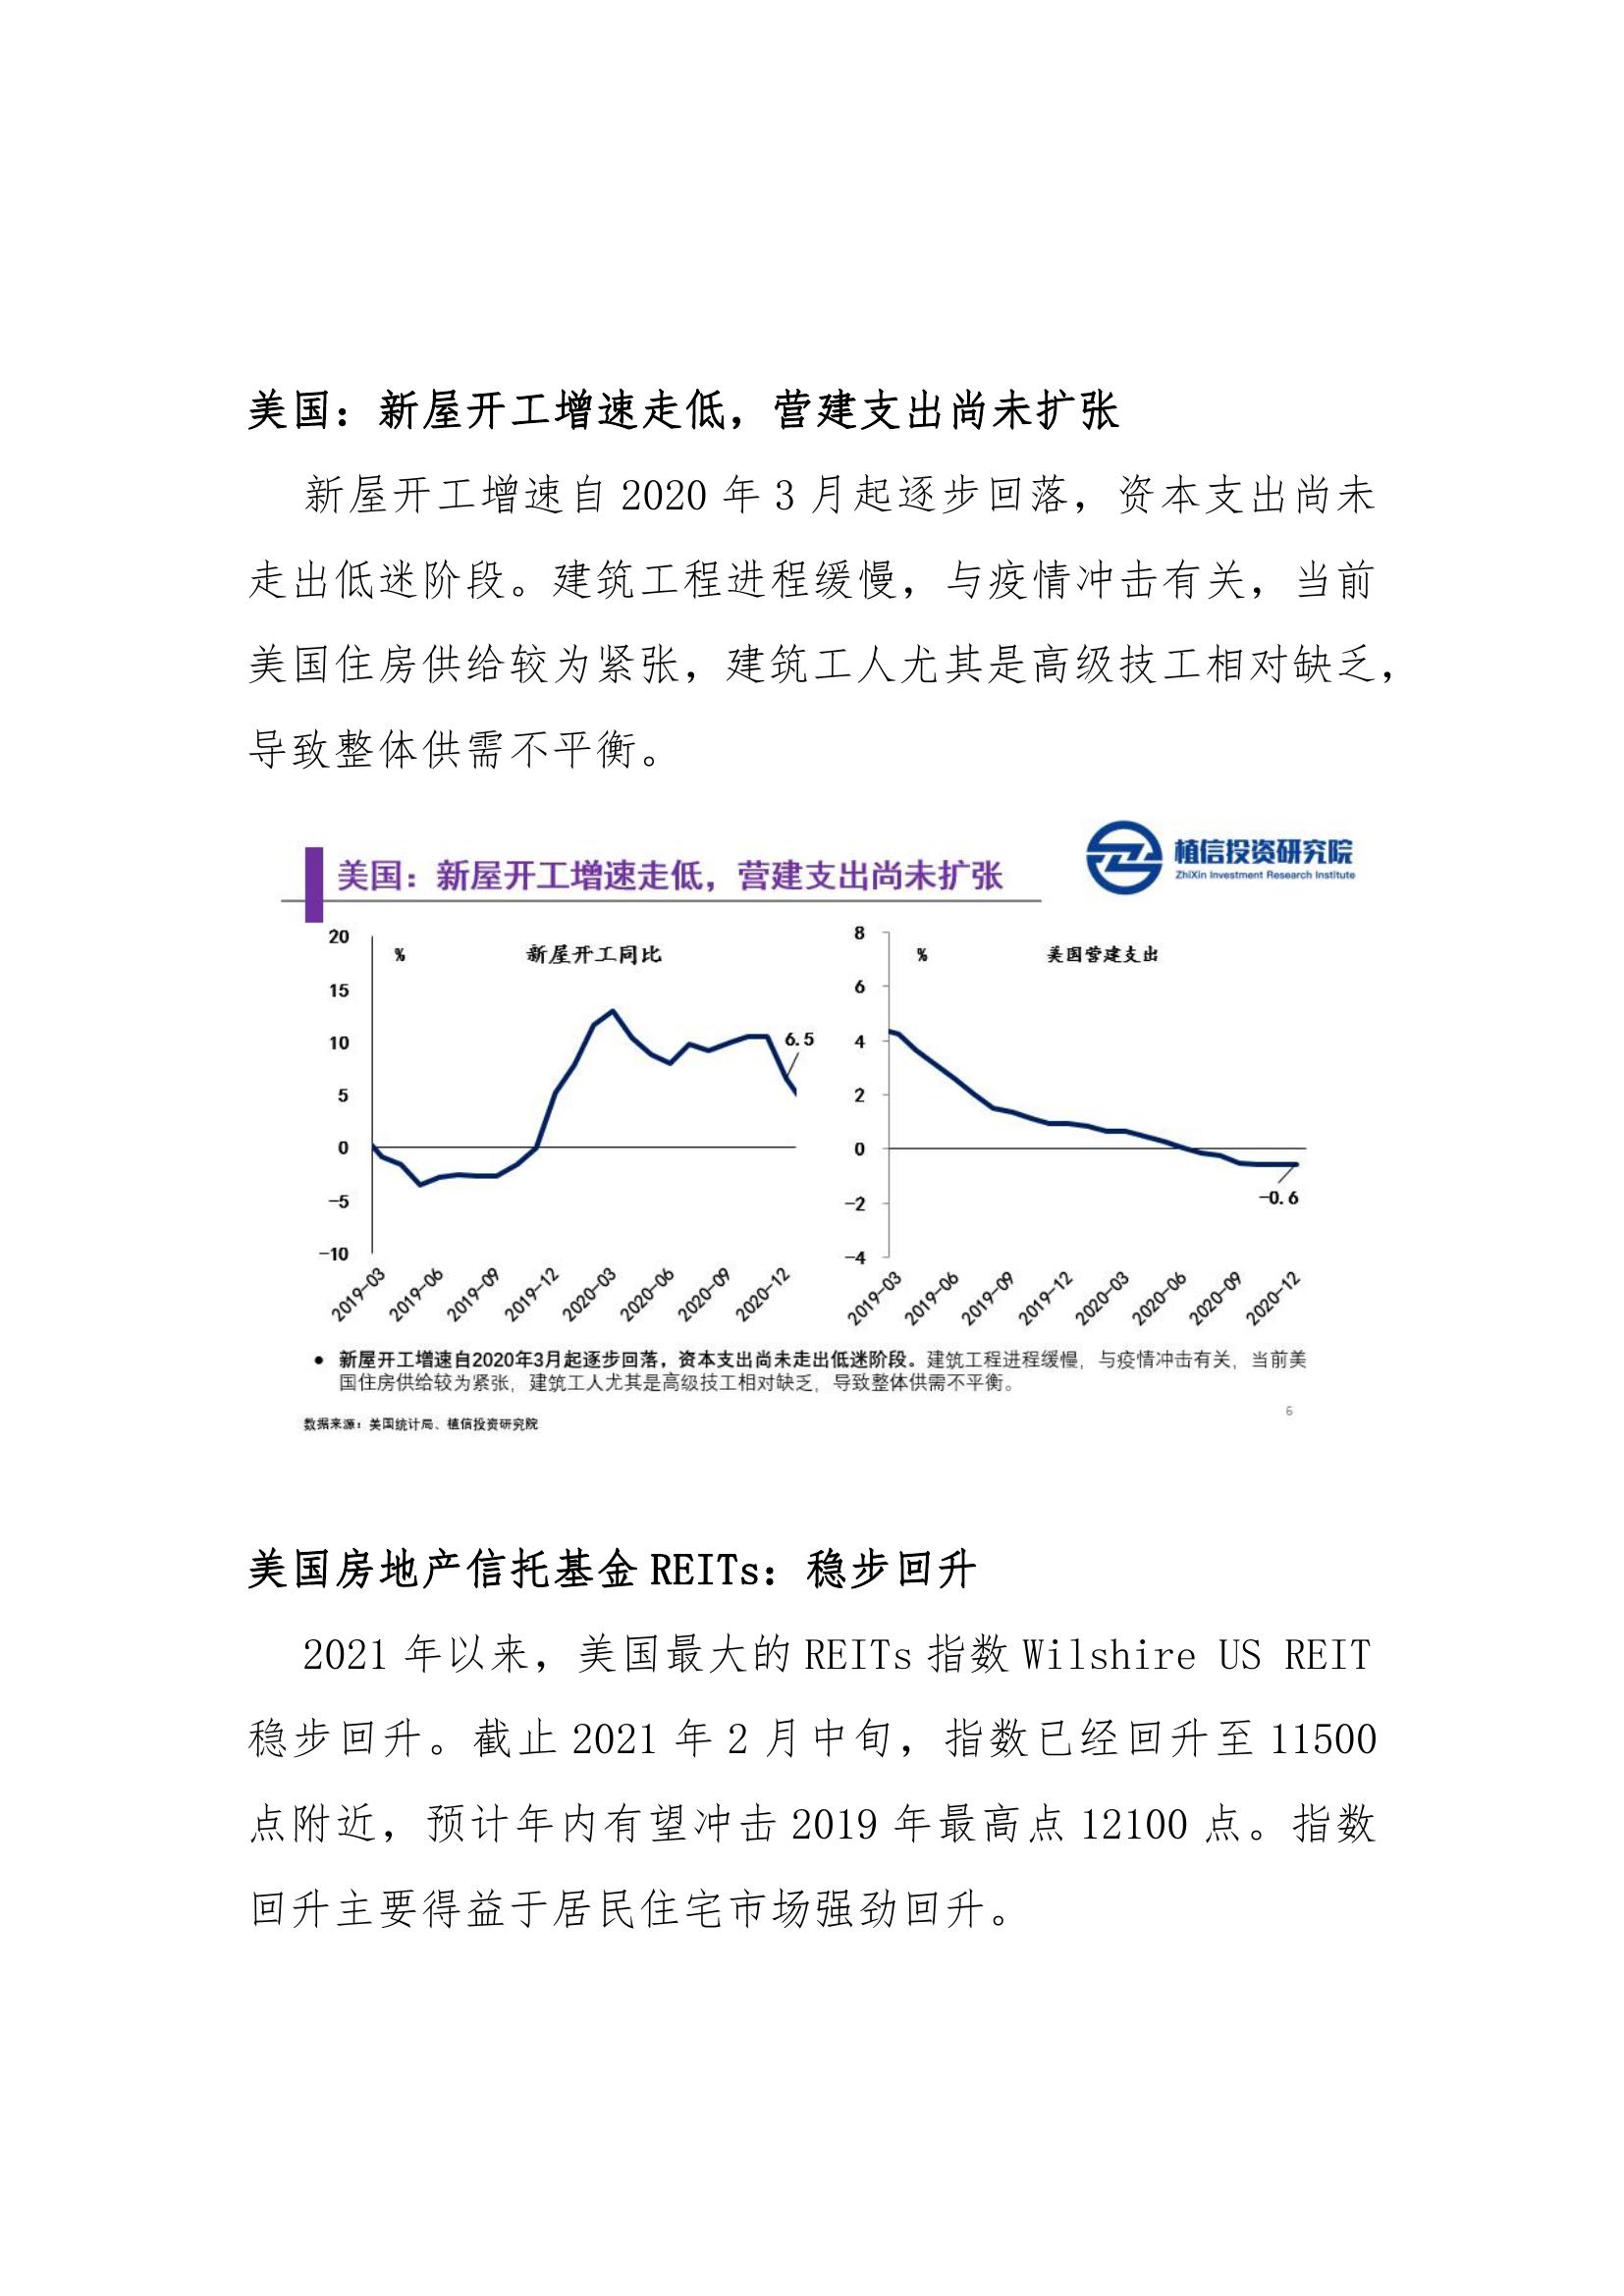 美国：新屋开工增速走低，营建支出尚未扩张
新屋开工增速自 2020 年 3 月起逐步回落，资本支出尚未
走出低迷阶段。建筑工程进程缓慢，与疫情冲击有关，当前
美国住房供给较为紧张，建筑工人尤其是高级技工相对缺乏，
导致整体供需不平衡。
美国：新屋开工增速走低，营建支出尚未扩张
植信投资研究院
ZhiXin Investment Research Institute
% 新屋开工同比
20
15
10
5
0
-5
-10
6.5
2019-03 2019-06 2019-09 2019-12 2020-03 2020-06 2020-09 2020-12
% 美国营建支出
8
6
4
2
0
-2
-4
-0.6
2019-03 2019-06 2019-09 2019-12 2020-03 2020-06 2020-09 2020-12
• 新屋开工增速自2020年3月起逐步回落，资本支出尚未走出低迷阶段。建筑工程进程缓慢，与疫情冲击有关，当前美
国住房供给较为紧张，建筑工人尤其是高级技工相对缺乏，导致整体供需不平衡。
6
数据来源：美国统计局、植信投资研究院
美国房地产信托基金 REITs：稳步回升
2021 年以来，美国最大的 REITs 指数 Wilshire US REIT
稳步回升。截止 2021 年 2 月中旬，指数已经回升至 11500
点附近，预计年内有望冲击 2019 年最高点 12100 点。指数
回升主要得益于居民住宅市场强劲回升。